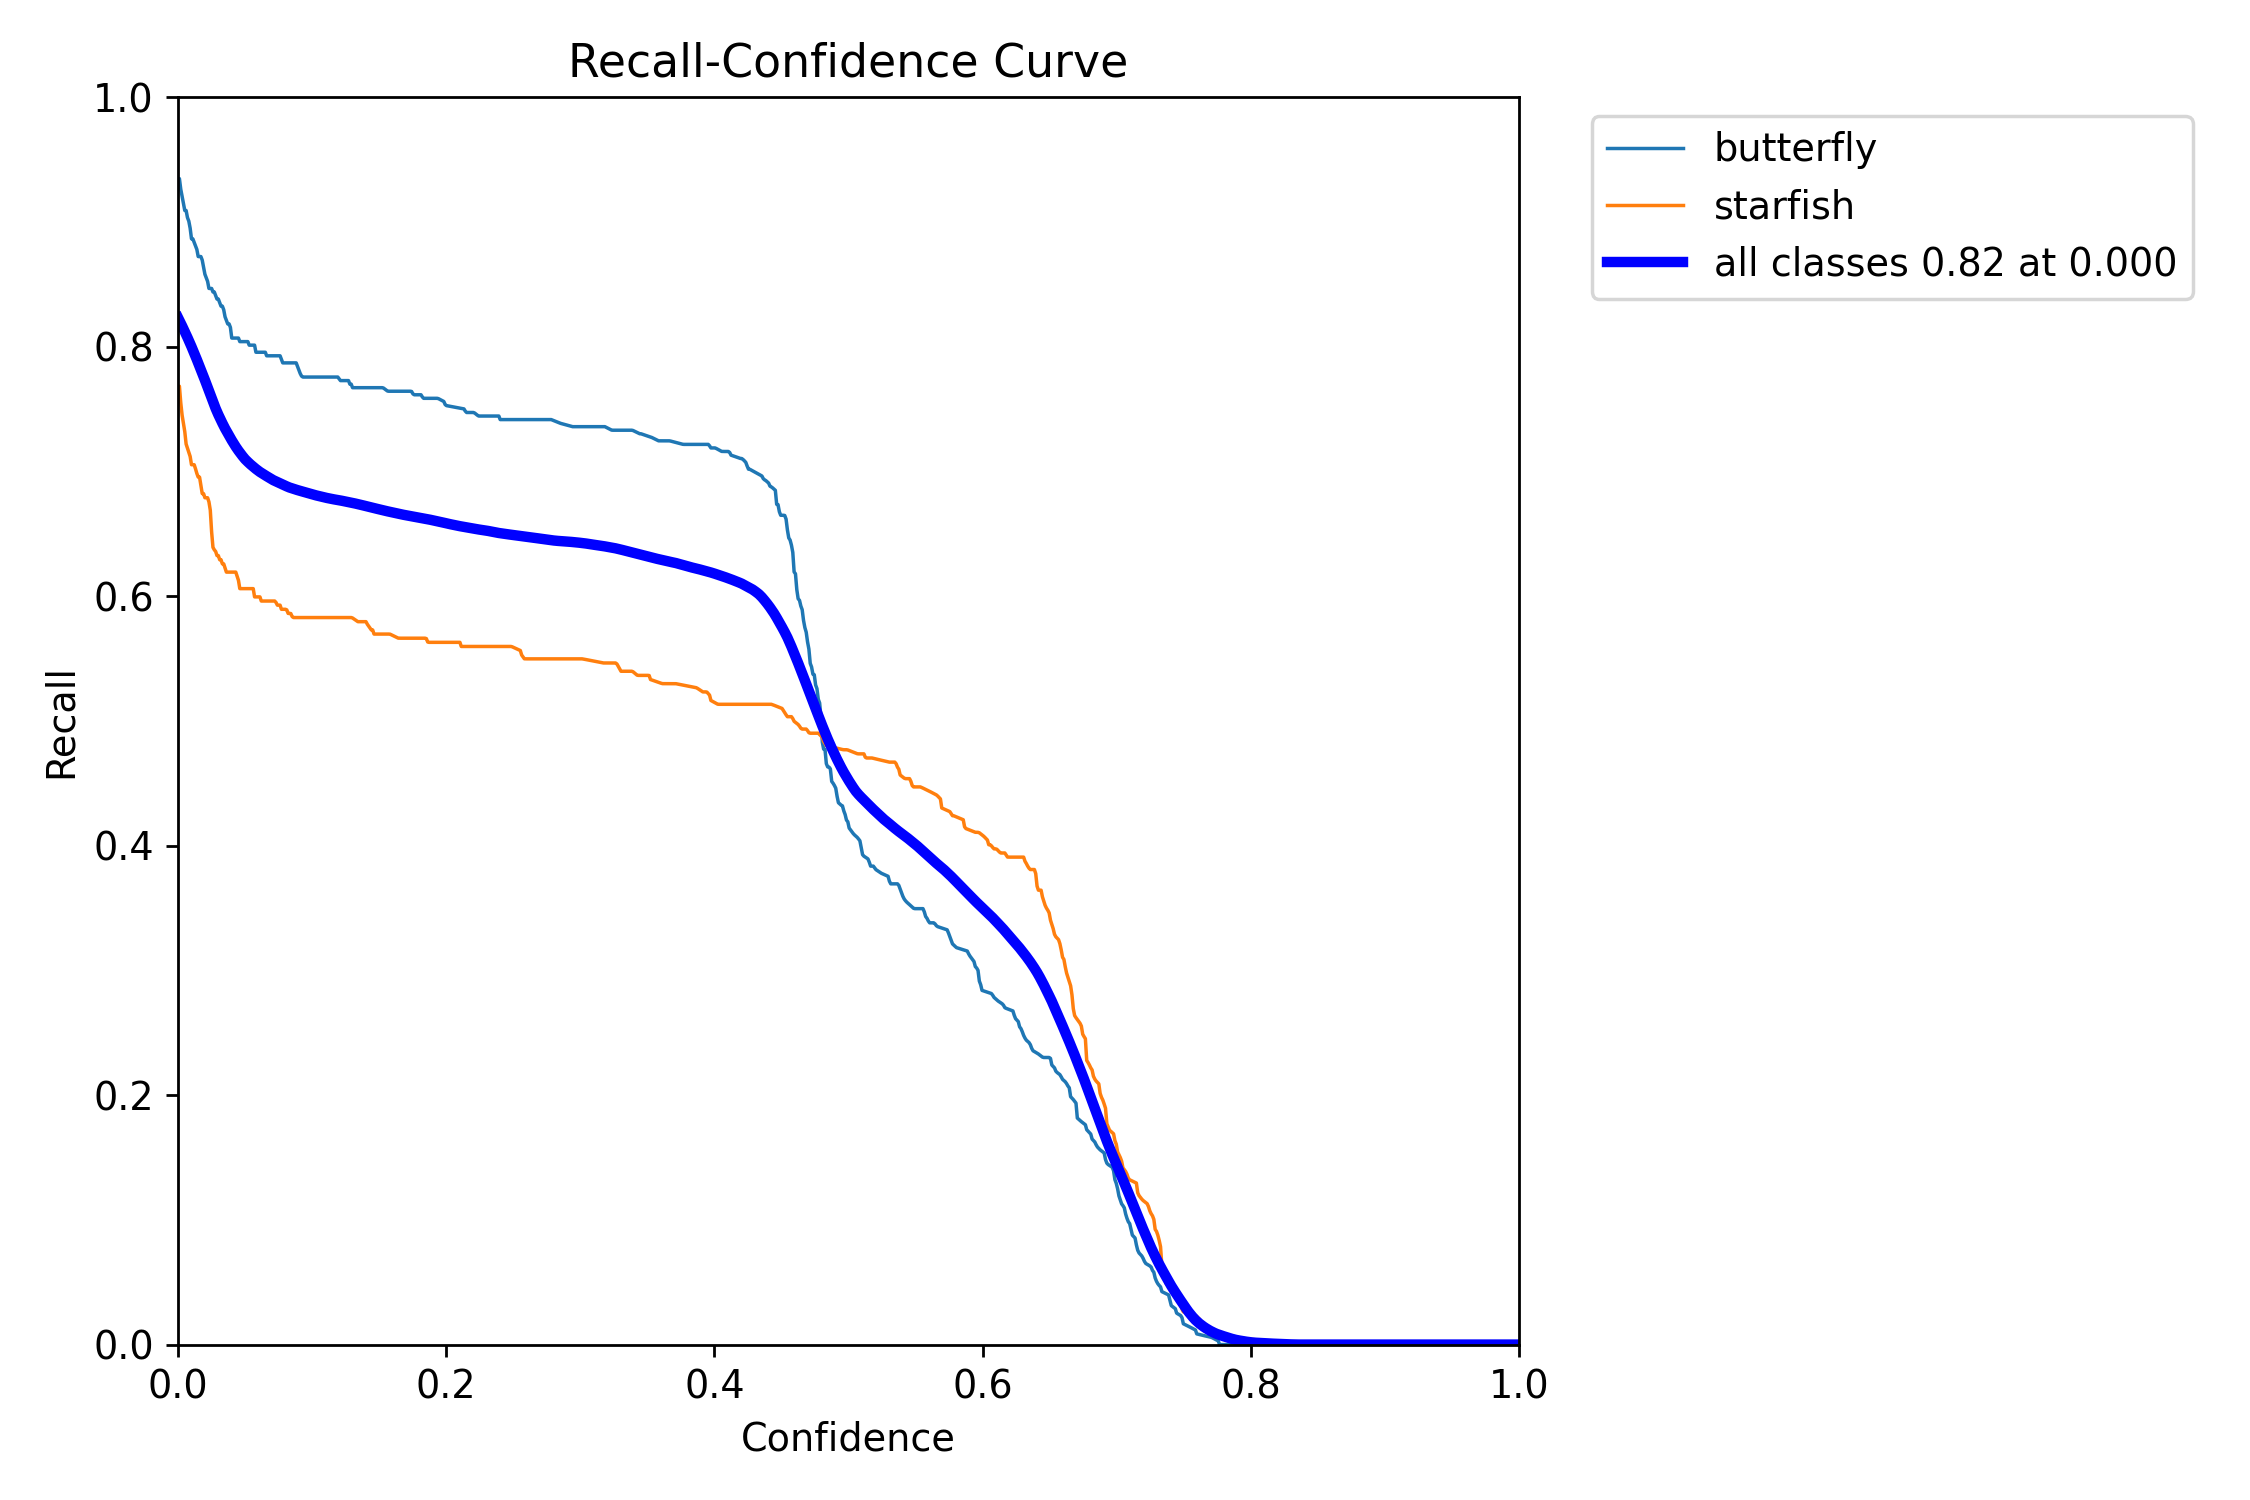 Recall-Confidence Curve
1.0
0.8
0.6
0.4
0.2
0.0
Recall
0.0 0.2 0.4 0.6 0.8 1.0
Confidence
butterfly
starfish
all classes 0.82 at 0.000